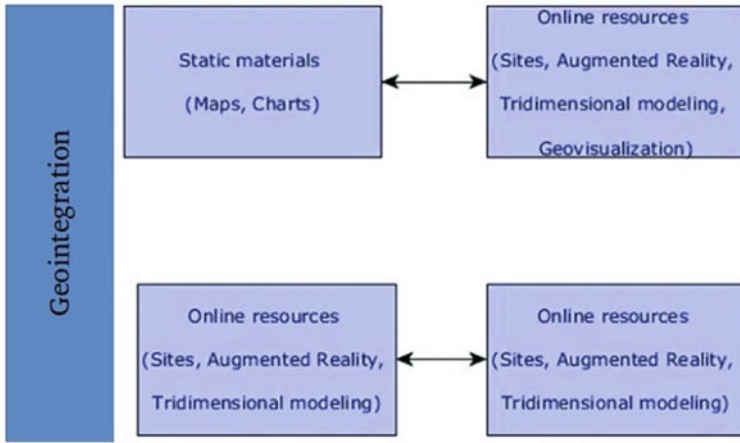 Geointegration
Static materials
(Maps, Charts)
Online resources
(Sites, Augmented Reality,
Tridimensional modeling,
Geovisualization)
Online resources
(Sites, Augmented Reality,
Tridimensional modeling)
Online resources
(Sites, Augmented Reality,
Tridimensional modeling)